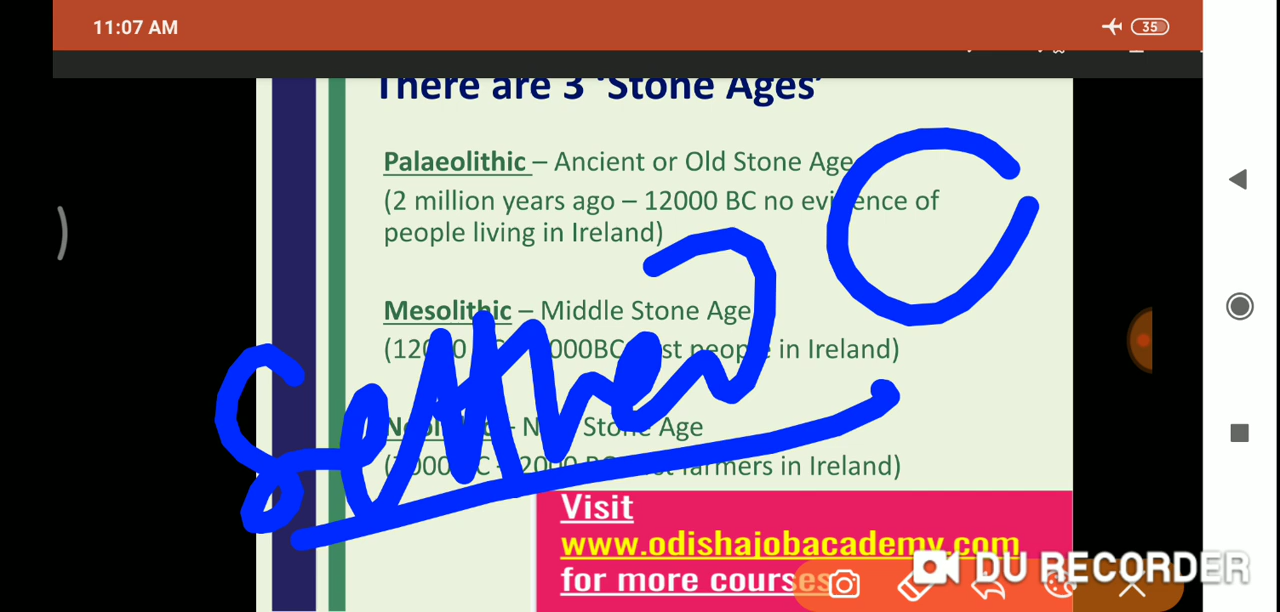 11:07 AM
35
There are 3 'Stone Ages'
Palaeolithic – Ancient or Old Stone Age
(2 million years ago – 12000 BC no evidence of
people living in Ireland)
Mesolithic – Middle Stone Age
people in Ireland)
Stone Age
farmers in Ireland)
Visit
www.odishajobacademy.com
for more courses
DU RECORDER